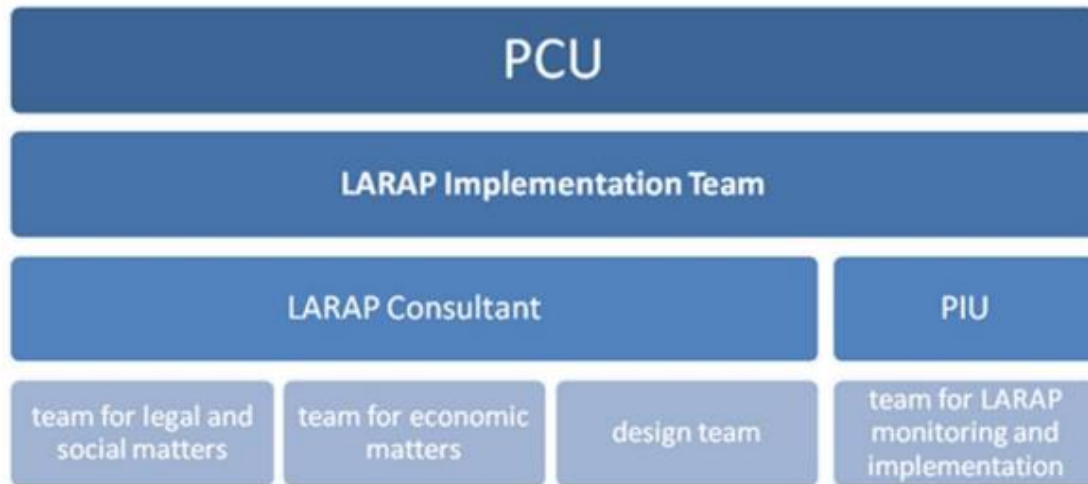 PCU
LARAP Implementation Team
LARAP Consultant
PIU
team for legal and
social matters
team for economic
matters
design team
team for LARAP
monitoring and
implementation